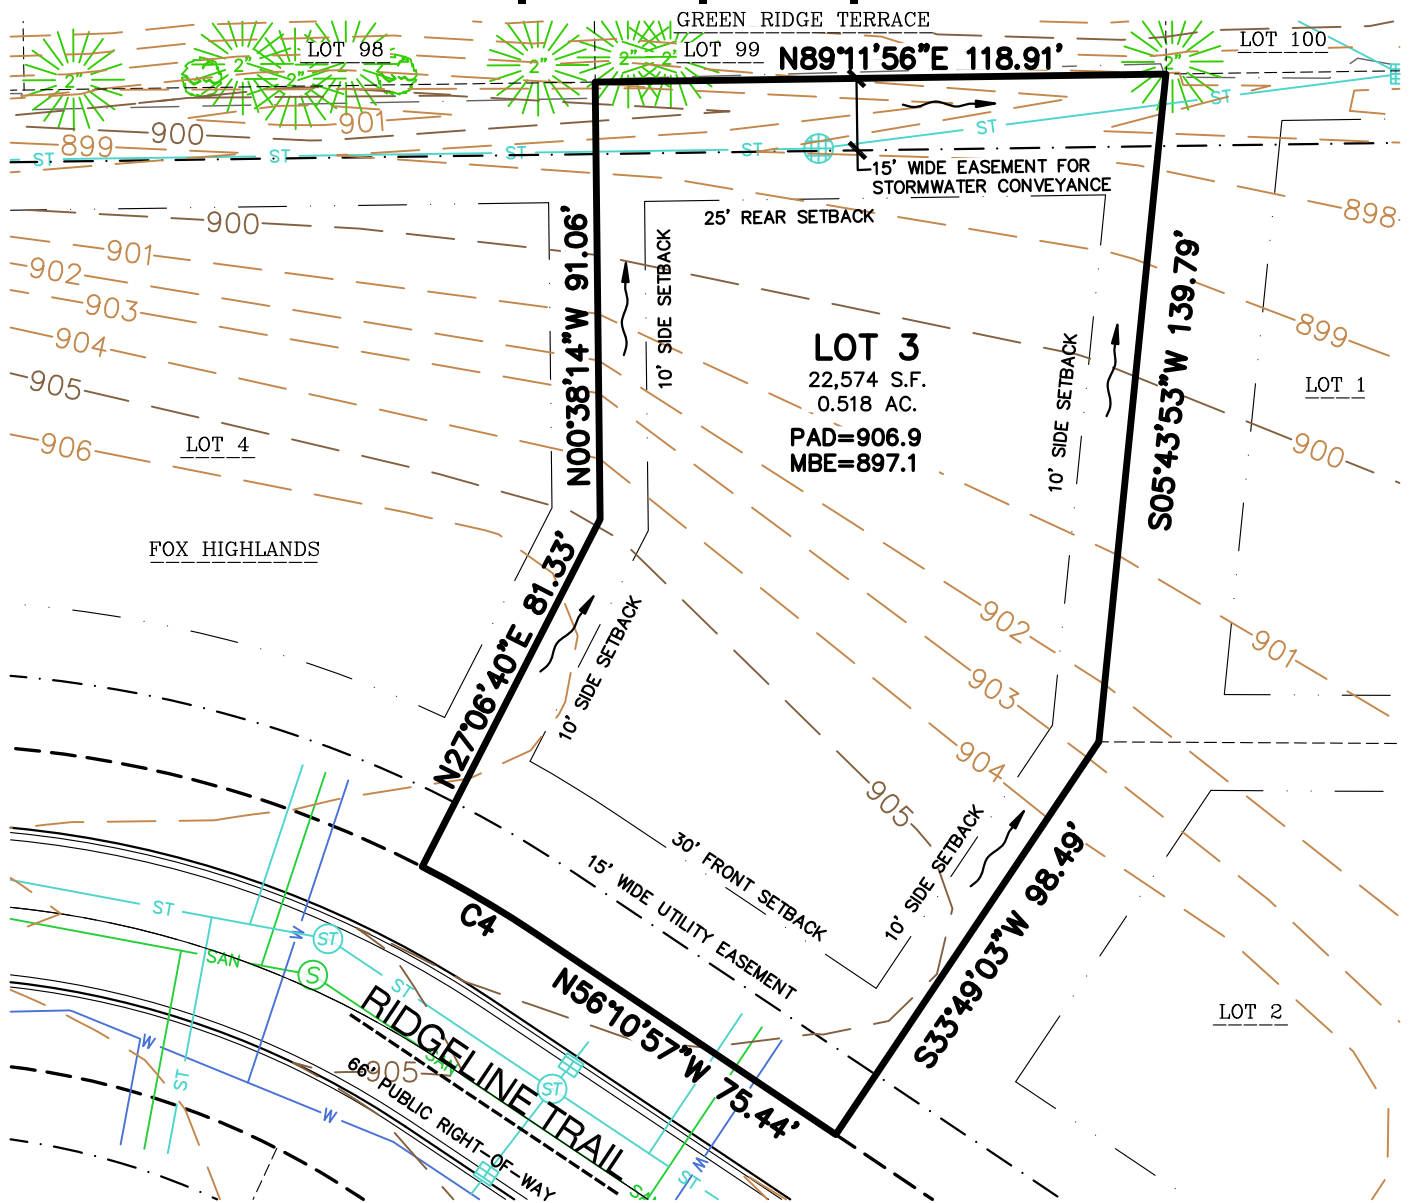 GREEN RIDGE TERRACE
LOT 98
LOT 99
LOT 100
N89°11'56"E 118.91'
2"
2"
2"
2"
2"
2"
2"
899
900
901
ST
ST
ST
ST
ST
ST
15' WIDE EASEMENT FOR
STORMWATER CONVEYANCE
25' REAR SETBACK
898
900
901
902
903
904
905
906
N00°38'14"W 91.06'
10' SIDE SETBACK
LOT 3
22,574 S.F.
0.518 AC.
PAD=906.9
MBE=897.1
10' SIDE SETBACK
S05°43'53"W 139.79'
899
LOT 1
900
LOT 4
FOX HIGHLANDS
N27°06'40"E 81.33'
10' SIDE SETBACK
902
901
903
904
905
30' FRONT SETBACK
10' SIDE SETBACK
15' WIDE UTILITY EASEMENT
S33°49'03"W 98.49'
C4
N56°10'57"W 75.44'
LOT 2
ST
W
ST
SAN
S
ST
RIDGELINE TRAIL
SAN
ST
66' PUBLIC RIGHT-OF-WAY
905
W
ST
W
W
ST
SAN